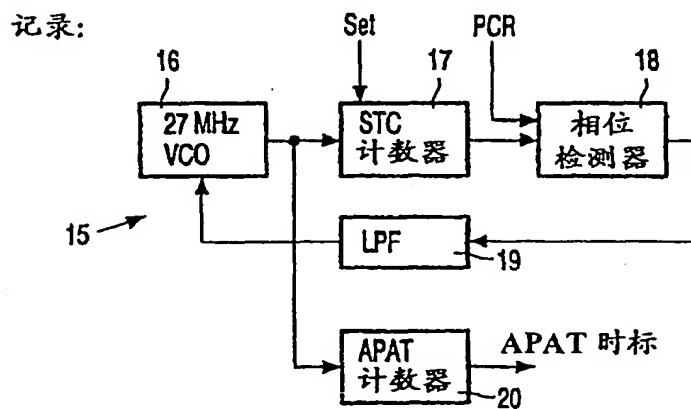 记录:
Set
PCR
16
17
18
27 MHz
VCO
STC
计数器
相位
检测器
15
LPF
19
APAT
计数器
APAT 时标
20